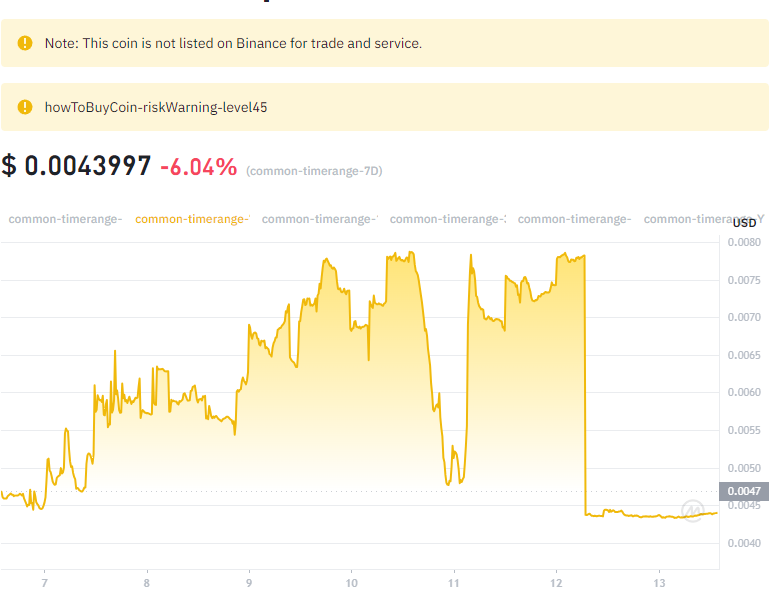 Note: This coin is not listed on Binance for trade and service.
howToBuyCoin-riskWarning-level45
$ 0.0043997 -6.04% (common-timerange-7D)
common-timerange- common-timerange- common-timerange- common-timerange- common-timerange- common-timerange-Y
USD
0.0080
0.0075
0.0070
0.0065
0.0060
0.0055
0.0050
0.0047
0.0045
0.0040
7 8 9 10 11 12 13